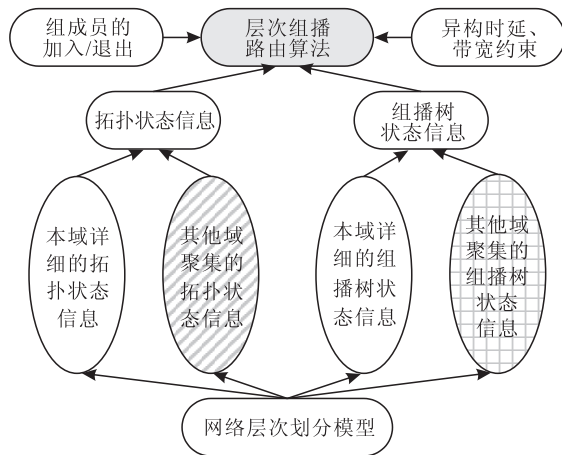 组成员的
加入/退出
层次组播
路由算法
异构时延、
带宽约束
拓扑状态信息
组播树
状态信息
本域详
细的拓
扑状态
信息
其他域
聚集的
拓扑状
态信息
本域详
细的组
播树状
态信息
其他域
聚集的
组播树
状态
信息
网络层次划分模型